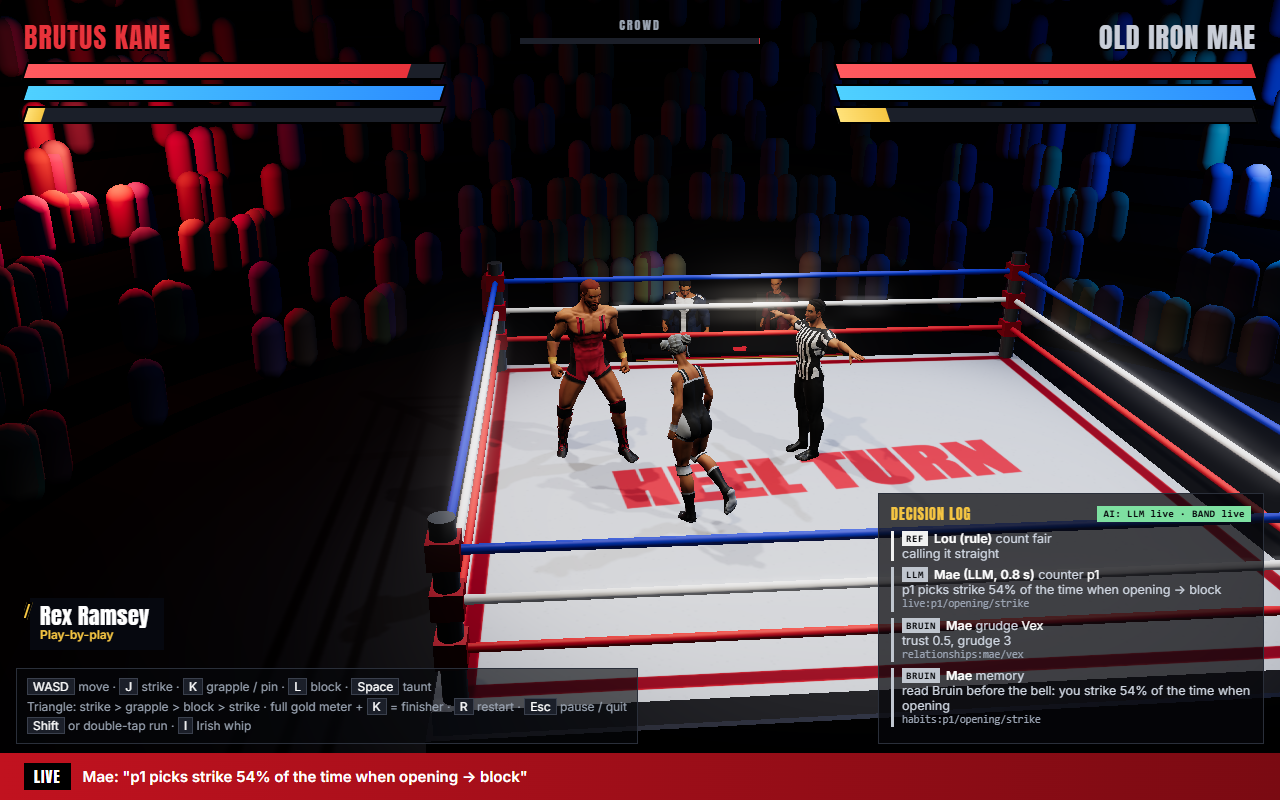 BRUTUS KANE
CROWD
OLD IRON MAE
HEEL TURN
DECISION LOG
AI: LLM live · BAND live
REF Lou (rule) count fair
calling it straight
LLM Mae (LLM, 0.8 s) counter p1
p1 picks strike 54% of the time when opening → block
live:p1/opening/strike
BRUIN Mae grudge Vex
trust 0.5, grudge 3
relationships:mae/vex
BRUIN Mae memory
read Bruin before the bell: you strike 54% of the time when
opening
habits:p1/opening/strike
Rex Ramsey
Play-by-play
WASD move · J strike · K grapple / pin · L block · Space taunt
Triangle: strike > grapple > block > strike · full gold meter + K = finisher · R restart · Esc pause / quit
Shift or double-tap run · I Irish whip
LIVE Mae: "p1 picks strike 54% of the time when opening → block"